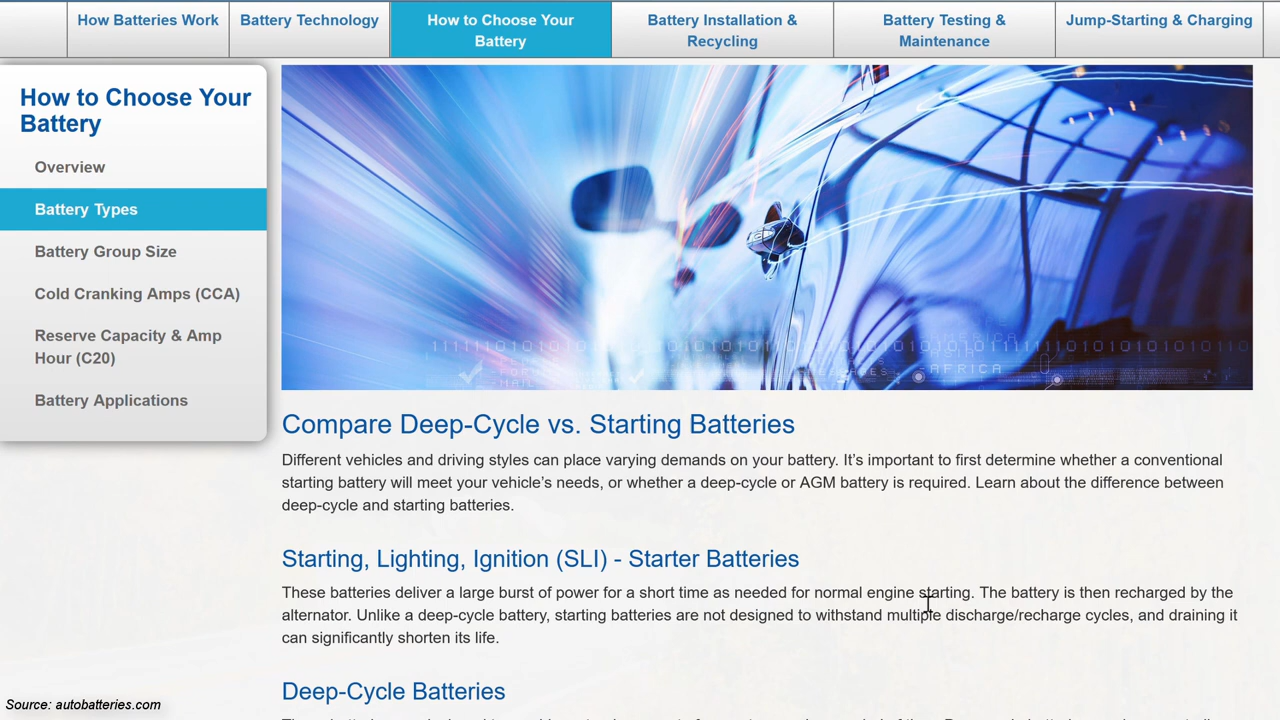 How Batteries Work
Battery Technology
How to Choose Your
Battery
Battery Installation &
Recycling
Battery Testing &
Maintenance
Jump-Starting & Charging
How to Choose Your
Battery
Overview
Battery Types
Battery Group Size
Cold Cranking Amps (CCA)
Reserve Capacity & Amp
Hour (C20)
Battery Applications
AFRICA
Compare Deep-Cycle vs. Starting Batteries
Different vehicles and driving styles can place varying demands on your battery. It’s important to first determine whether a conventional
starting battery will meet your vehicle’s needs, or whether a deep-cycle or AGM battery is required. Learn about the difference between
deep-cycle and starting batteries.
Starting, Lighting, Ignition (SLI) - Starter Batteries
These batteries deliver a large burst of power for a short time as needed for normal engine starting. The battery is then recharged by the
alternator. Unlike a deep-cycle battery, starting batteries are not designed to withstand multiple discharge/recharge cycles, and draining it
can significantly shorten its life.
Deep-Cycle Batteries
Source: autobatteries.com